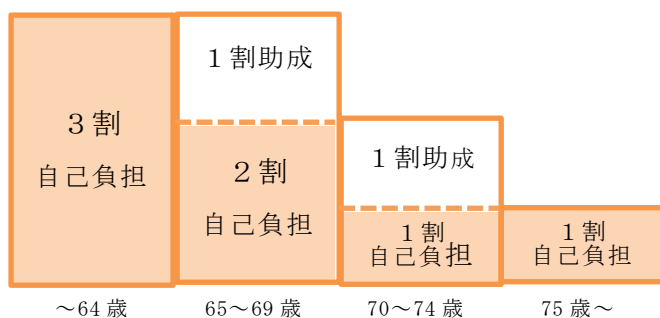 3割
自己負担
1割助成
2割
自己負担
1割助成
1割
自己負担
1割
自己負担
～64 歳
65～69 歳
70～74 歳
75 歳～